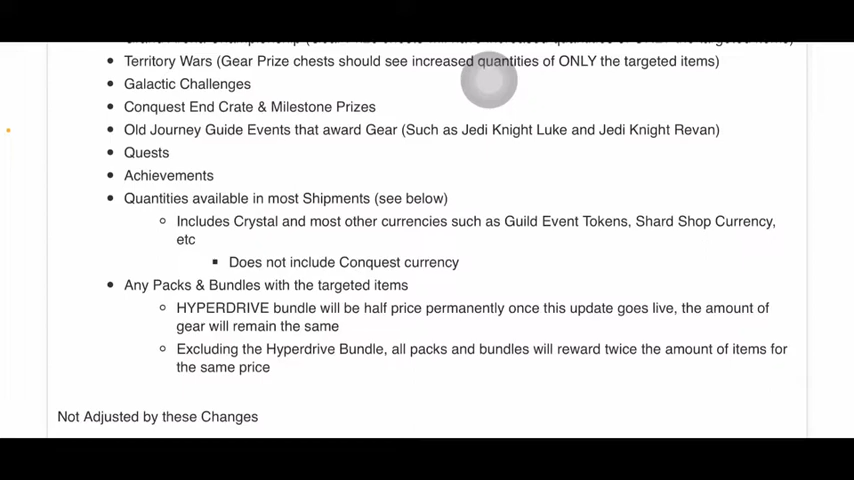 Territory Wars (Gear Prize chests should see increased quantities of ONLY the targeted items)
Galactic Challenges
Conquest End Crate & Milestone Prizes
Old Journey Guide Events that award Gear (Such as Jedi Knight Luke and Jedi Knight Revan)
Quests
Achievements
Quantities available in most Shipments (see below)
Includes Crystal and most other currencies such as Guild Event Tokens, Shard Shop Currency,
etc
Does not include Conquest currency
Any Packs & Bundles with the targeted items
HYPERDRIVE bundle will be half price permanently once this update goes live, the amount of
gear will remain the same
Excluding the Hyperdrive Bundle, all packs and bundles will reward twice the amount of items for
the same price
Not Adjusted by these Changes